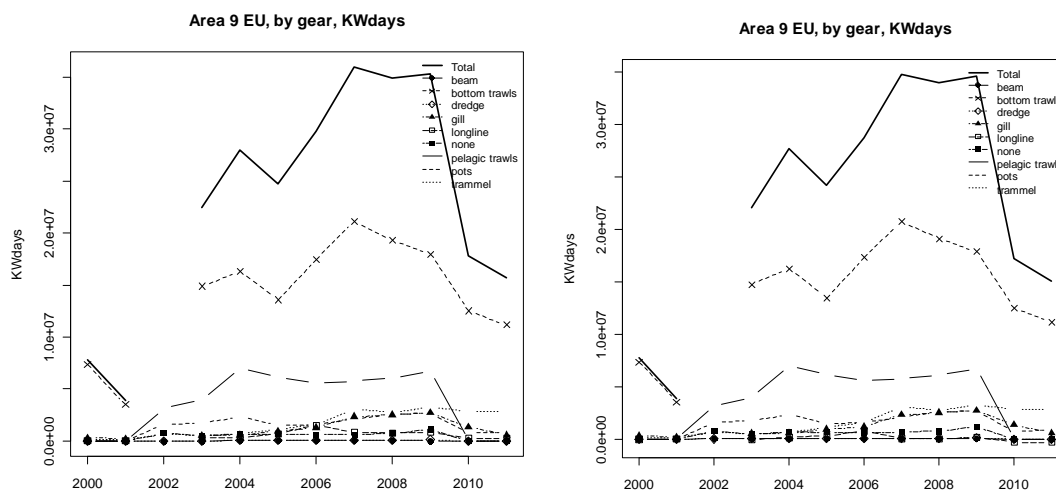 Area 9 EU, by gear, KWdays
KWdays
0.0e+00
1.0e+07
2.0e+07
3.0e+07
2000
2002
2004
2006
2008
2010
Total
beam
bottom trawls
dredge
gill
longline
none
pelagic trawls
pots
trammel
Area 9 EU, by gear, KWdays
KWdays
0.0e+00
1.0e+07
2.0e+07
3.0e+07
2000
2002
2004
2006
2008
2010
Total
beam
bottom trawls
dredge
gill
longline
none
pelagic trawls
pots
trammel